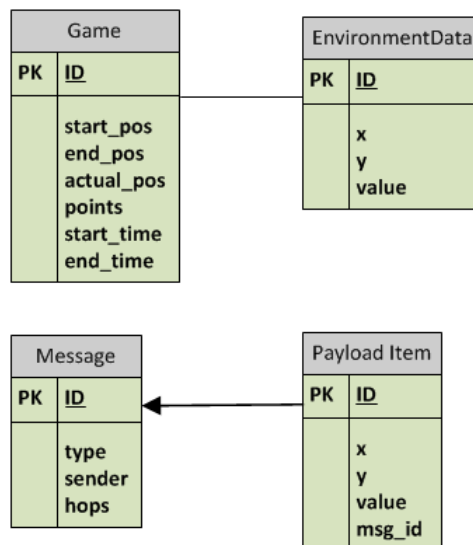 Game
PK ID
start_pos
end_pos
actual_pos
points
start_time
end_time
EnvironmentData
PK ID
x
y
value
Message
PK ID
type
sender
hops
Payload Item
PK ID
x
y
value
msg_id